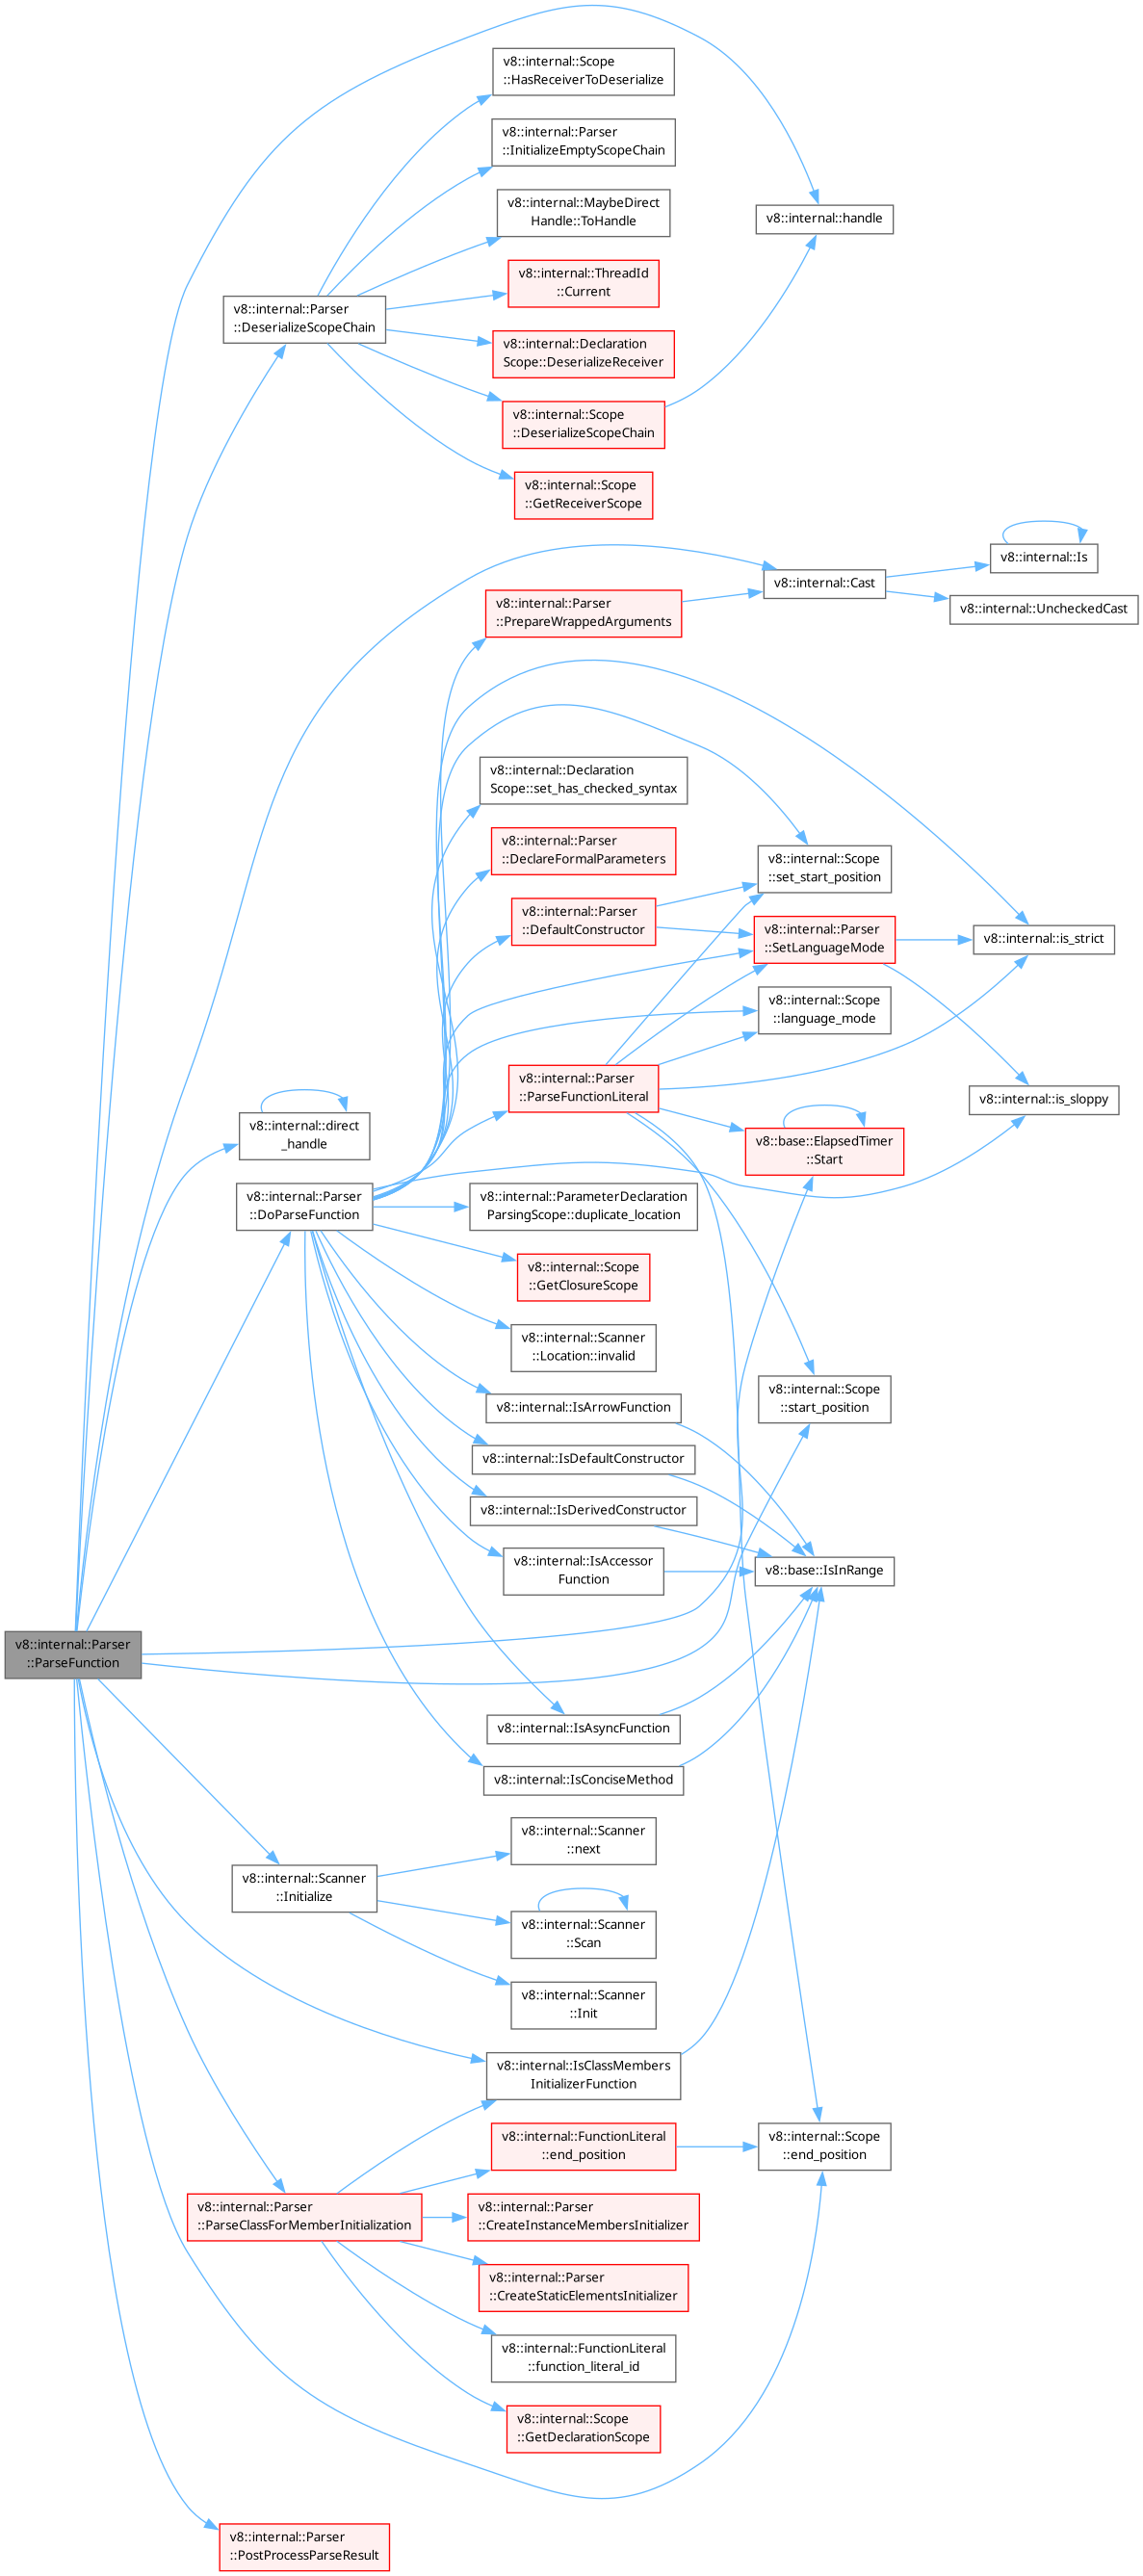 v8::internal::Scope
::HasReceiverToDeserialize
v8::internal::Parser
::InitializeEmptyScopeChain
v8::internal::MaybeDirect
Handle::ToHandle
v8::internal::handle
v8::internal::ThreadId
::Current
v8::internal::Parser
::DeserializeScopeChain
v8::internal::Declaration
Scope::DeserializeReceiver
v8::internal::Scope
::DeserializeScopeChain
v8::internal::Scope
::GetReceiverScope
v8::internal::Is
v8::internal::Cast
v8::internal::UncheckedCast
v8::internal::Parser
::PrepareWrappedArguments
v8::internal::Declaration
Scope::set_has_checked_syntax
v8::internal::Parser
::DeclareFormalParameters
v8::internal::Scope
::set_start_position
v8::internal::Parser
::DefaultConstructor
v8::internal::Parser
::SetLanguageMode
v8::internal::is_strict
v8::internal::Scope
::language_mode
v8::internal::Parser
::ParseFunctionLiteral
v8::internal::is_sloppy
v8::internal::direct
_handle
v8::base::ElapsedTimer
::Start
v8::internal::Parser
::DoParseFunction
v8::internal::ParameterDeclaration
ParsingScope::duplicate_location
v8::internal::Scope
::GetClosureScope
v8::internal::Scanner
::Location::invalid
v8::internal::Scope
::start_position
v8::internal::IsArrowFunction
v8::internal::IsDefaultConstructor
v8::internal::IsDerivedConstructor
v8::internal::IsAccessor
Function
v8::base::IsInRange
v8::internal::Parser
::ParseFunction
v8::internal::IsAsyncFunction
v8::internal::IsConciseMethod
v8::internal::Scanner
::next
v8::internal::Scanner
::Initialize
v8::internal::Scanner
::Scan
v8::internal::Scanner
::Init
v8::internal::IsClassMembers
InitializerFunction
v8::internal::FunctionLiteral
::end_position
v8::internal::Scope
::end_position
v8::internal::Parser
::ParseClassForMemberInitialization
v8::internal::Parser
::CreateInstanceMembersInitializer
v8::internal::Parser
::CreateStaticElementsInitializer
v8::internal::FunctionLiteral
::function_literal_id
v8::internal::Scope
::GetDeclarationScope
v8::internal::Parser
::PostProcessParseResult